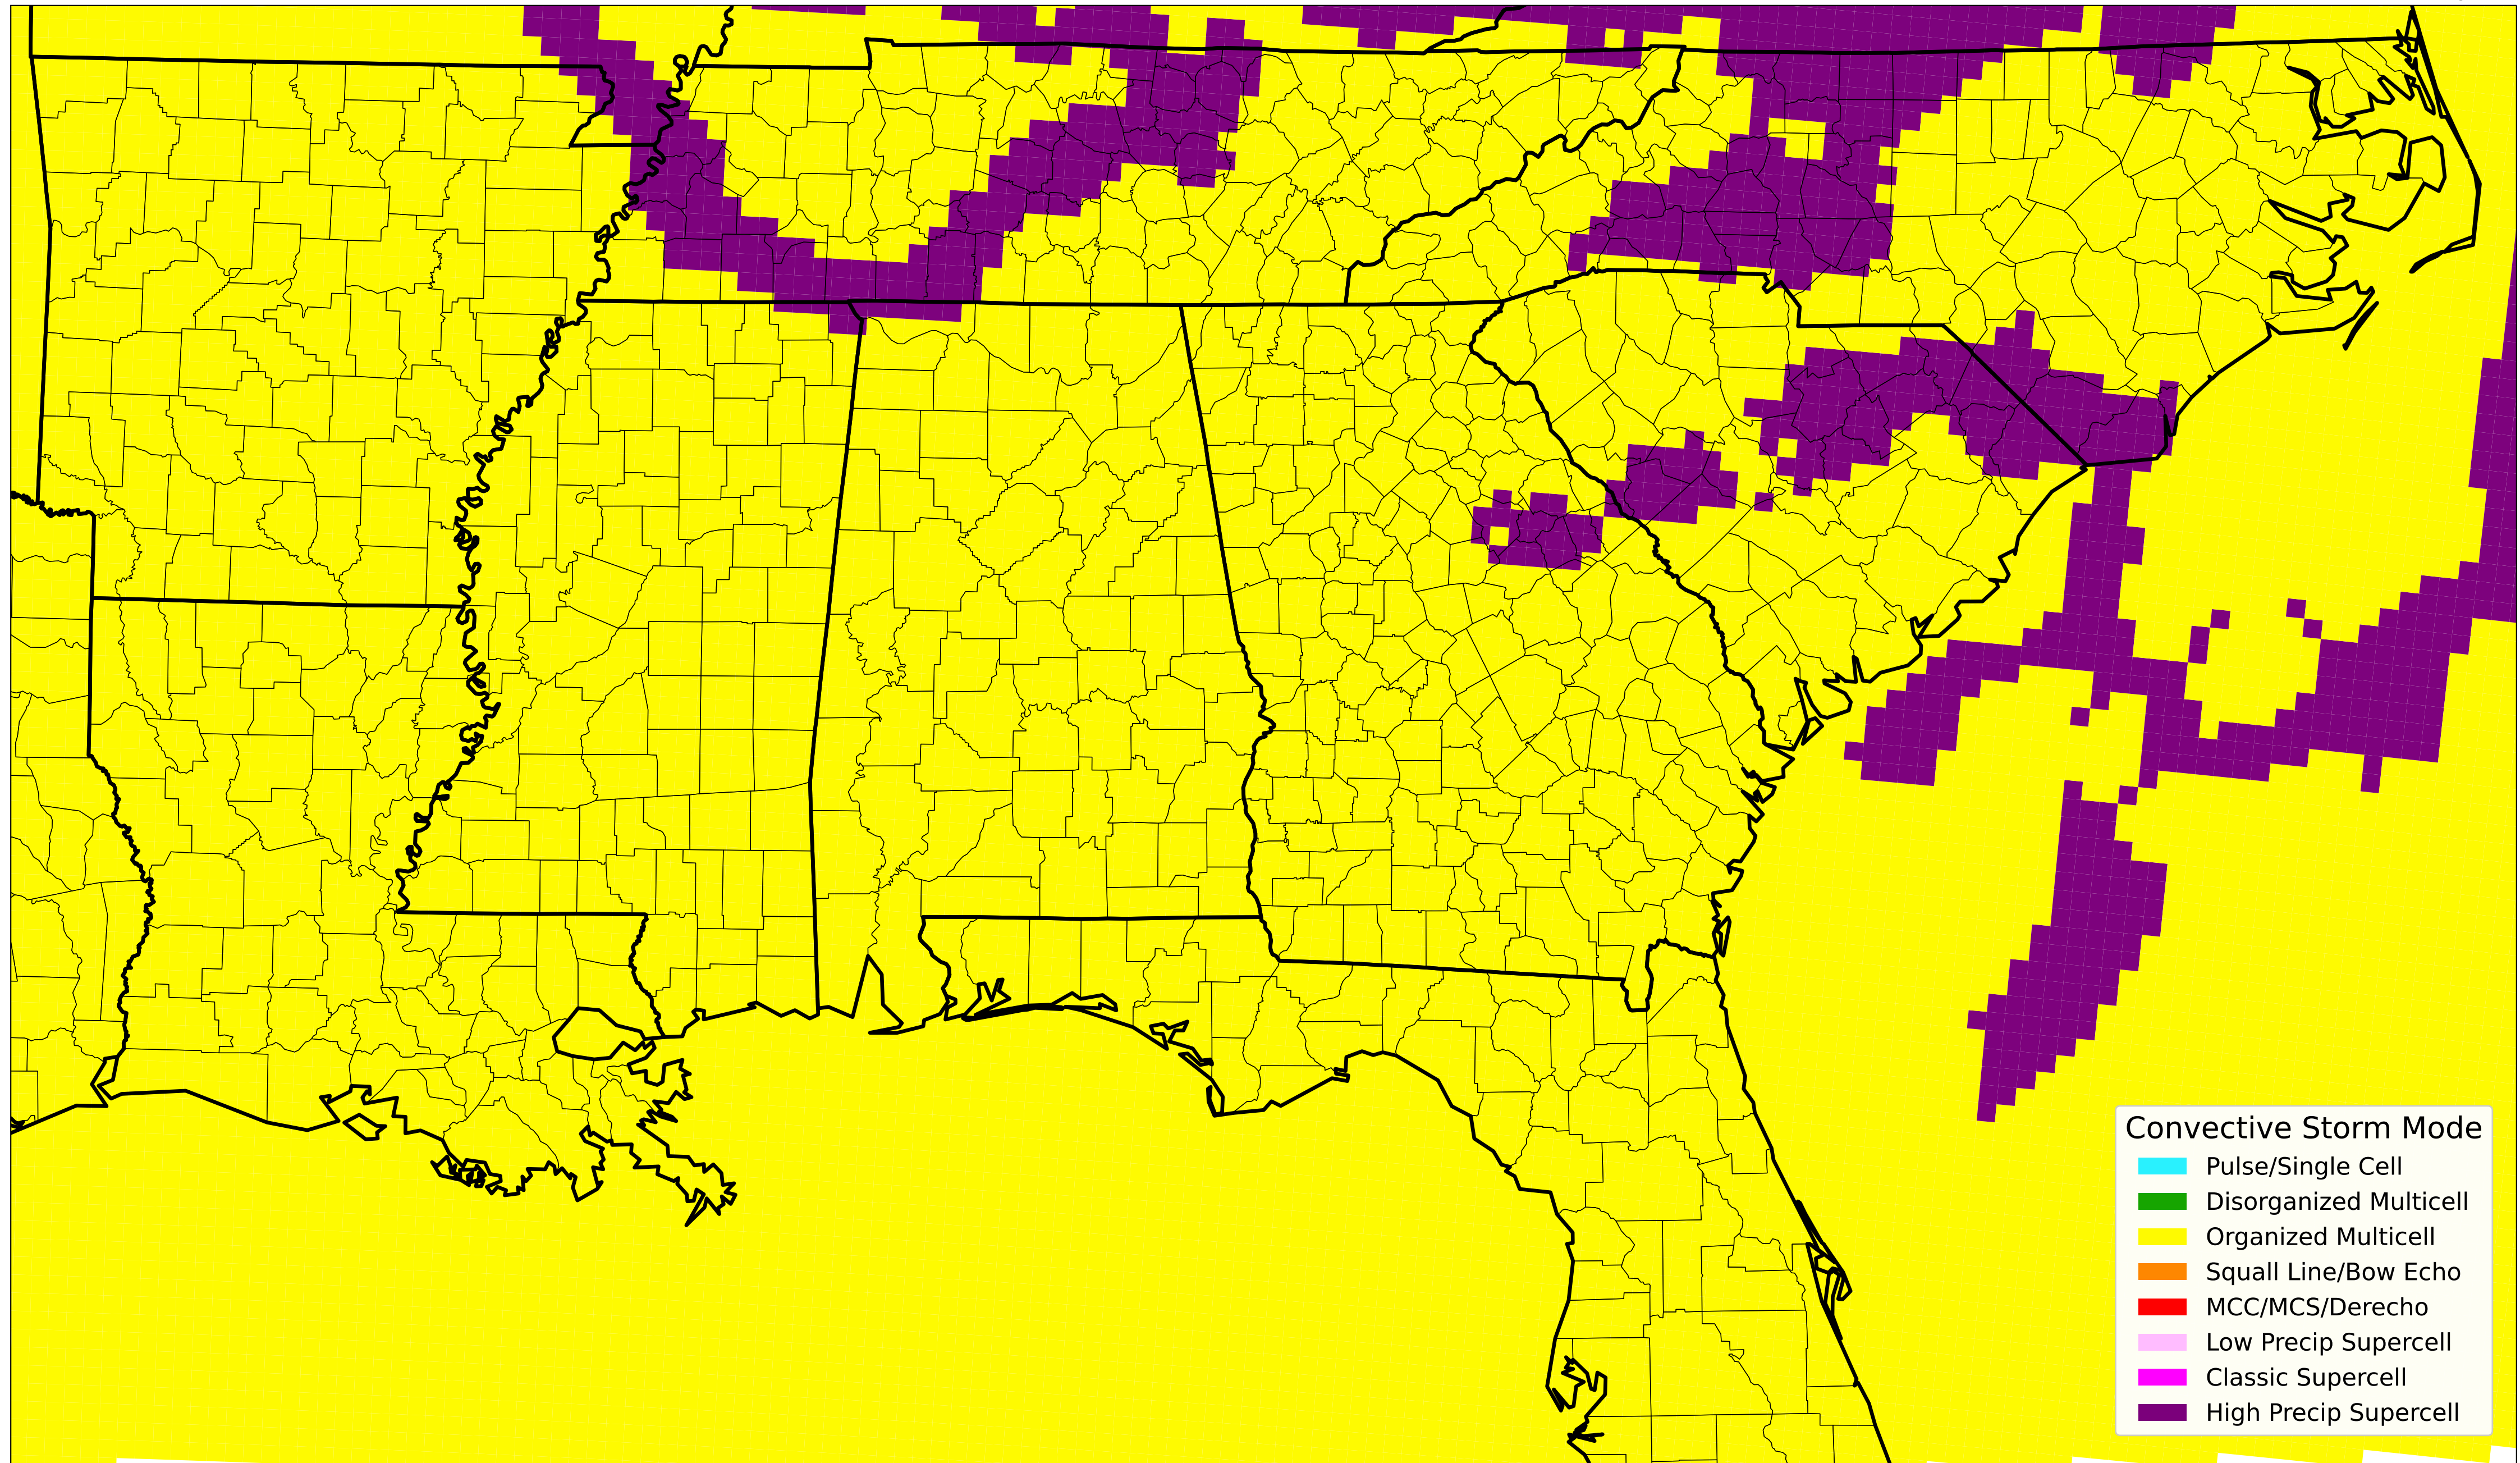 Convective Storm Mode
Pulse/Single Cell
Disorganized Multicell
Organized Multicell
Squall Line/Bow Echo
MCC/MCS/Derecho
Low Precip Supercell
Classic Supercell
High Precip Supercell